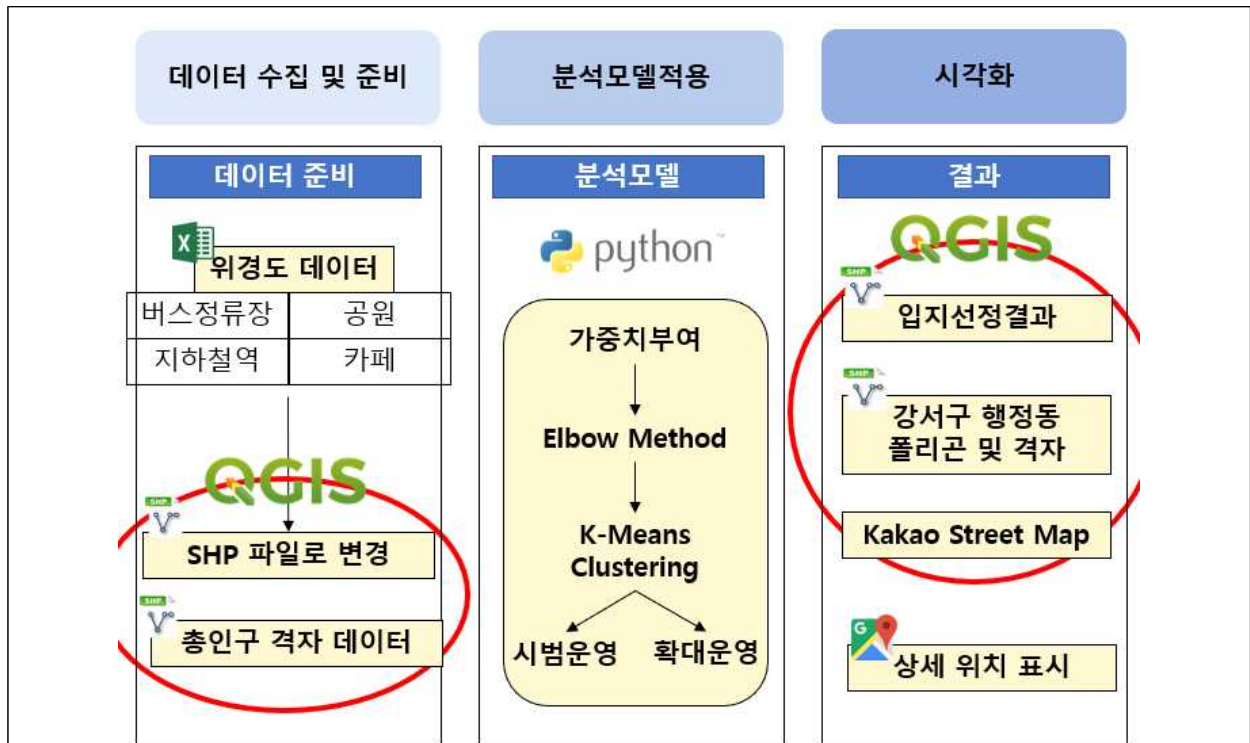 데이터 수집 및 준비
분석모델적용
시각화
데이터 준비
위경도 데이터
버스정류장
공원
지하철역
카페
QGIS
SHP
SHP 파일로 변경
SHP
총인구 격자 데이터
분석모델
python™
가중치부여
Elbow Method
K-Means
Clustering
시범운영
확대운영
결과
QGIS
SHP
입지선정결과
SHP
강서구 행정동
폴리곤 및 격자
Kakao Street Map
상세 위치 표시